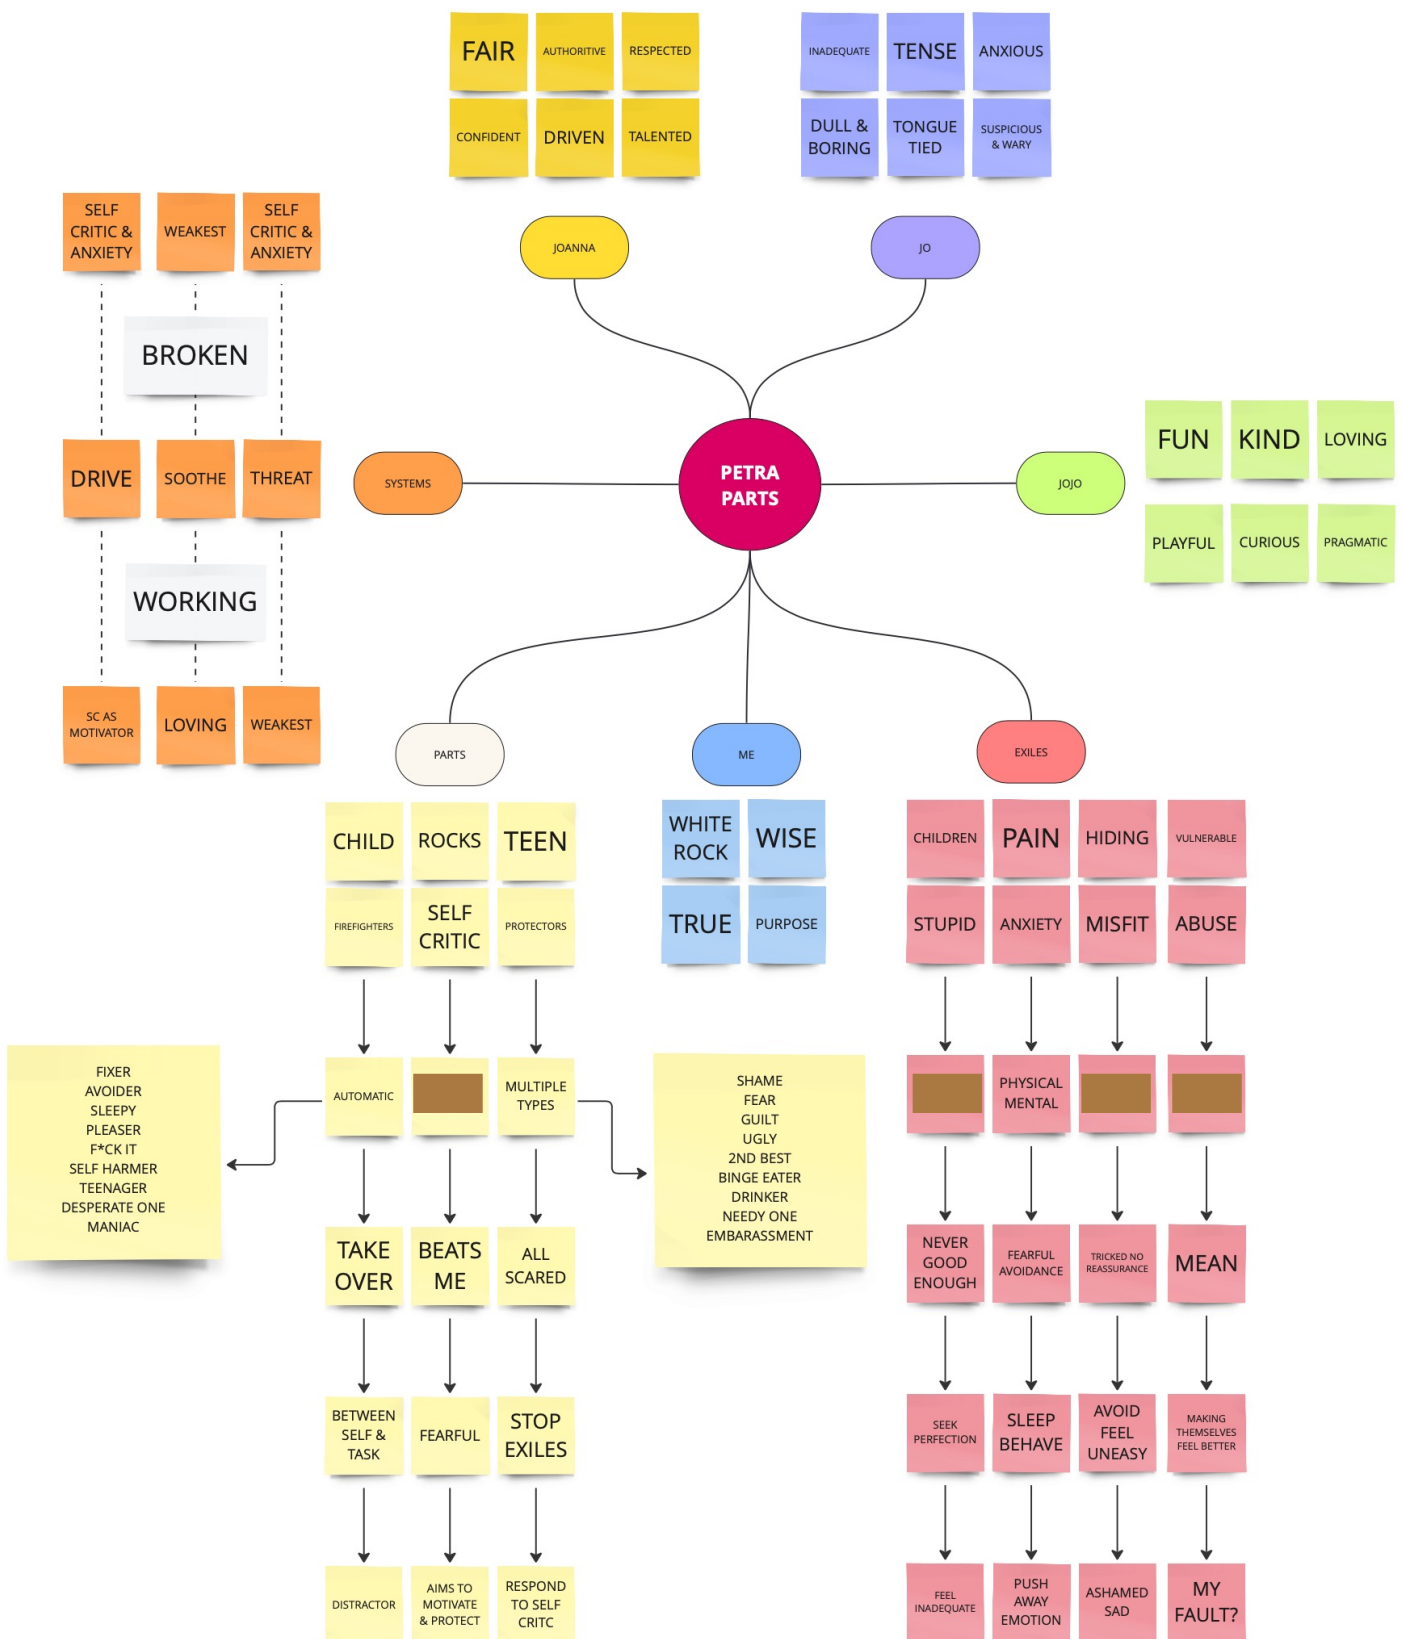 FAIR
AUTHORITIVE
RESPECTED
CONFIDENT
DRIVEN
TALENTED
INADEQUATE
TENSE
ANXIOUS
DULL &
BORING
TONGUE
TIED
SUSPICIOUS
& WARY
JOANNA
JO
SELF
CRITIC &
ANXIETY
WEAKEST
SELF
CRITIC &
ANXIETY
BROKEN
DRIVE
SOOTHE
THREAT
WORKING
SC AS
MOTIVATOR
LOVING
WEAKEST
SYSTEMS
PETRA
PARTS
JOJO
FUN
KIND
LOVING
PLAYFUL
CURIOUS
PRAGMATIC
PARTS
ME
EXILES
CHILD
ROCKS
TEEN
FIREFIGHTERS
SELF
CRITIC
PROTECTORS
AUTOMATIC
MULTIPLE
TYPES
FIXER
AVOIDER
SLEEPY
PLEASER
F*CK IT
SELF HARMER
TEENAGER
DESPERATE ONE
MANIAC
SHAME
FEAR
GUILT
UGLY
2ND BEST
BINGE EATER
DRINKER
NEEDY ONE
EMBARASSMENT
TAKE
OVER
BEATS
ME
ALL
SCARED
BETWEEN
SELF &
TASK
FEARFUL
STOP
EXILES
DISTRACTOR
AIMS TO
MOTIVATE
& PROTECT
RESPOND
TO SELF
CRITC
WHITE
ROCK
WISE
TRUE
PURPOSE
CHILDREN
PAIN
HIDING
VULNERABLE
STUPID
ANXIETY
MISFIT
ABUSE
PHYSICAL
MENTAL
NEVER
GOOD
ENOUGH
FEARFUL
AVOIDANCE
TRICKED NO
REASSURANCE
MEAN
SEEK
PERFECTION
SLEEP
BEHAVE
AVOID
FEEL
UNEASY
MAKING
THEMSELVES
FEEL BETTER
FEEL
INADEQUATE
PUSH
AWAY
EMOTION
ASHAMED
SAD
MY
FAULT?